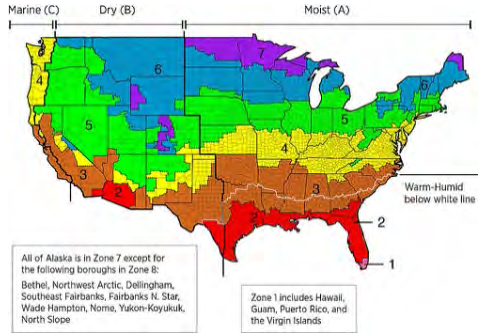 Marine (C) Dry (B) Moist (A)
7
6
6
4
5
5
4
3
3
2
2
2
1
Warm-Humid
below white line
All of Alaska is in Zone 7 except for
the following boroughs in Zone 8:
Bethel, Northwest Arctic, Dellingham,
Southeast Fairbanks, Fairbanks N. Star,
Wade Hampton, Nome, Yukon-Koyukuk,
North Slope
Zone 1 includes Hawaii,
Guam, Puerto Rico, and
the Virgin Islands